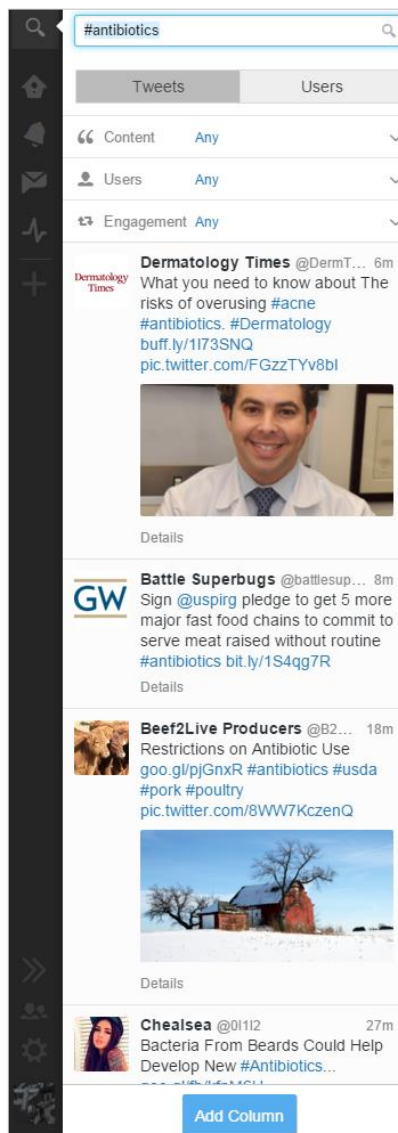 #antibiotics
Tweets Users
Content Any
Users Any
Engagement Any
Dermatology Times
Dermatology Times @DermT... 6m
What you need to know about The
risks of overusing #acne
#antibiotics. #Dermatology
buff.ly/1I73SNQ
pic.twitter.com/FGzzTYv8bI
Details
GW
Battle Superbugs @battlesup... 8m
Sign @uspirg pledge to get 5 more
major fast food chains to commit to
serve meat raised without routine
#antibiotics bit.ly/1S4qg7R
Details
Beef2Live Producers @B2... 18m
Restrictions on Antibiotic Use
goo.gl/pjGnxR #antibiotics #usda
#pork #poultry
pic.twitter.com/8WW7KczenQ
Details
Chealsea @0l1l2 27m
Bacteria From Beards Could Help
Develop New #Antibiotics...
Add Column